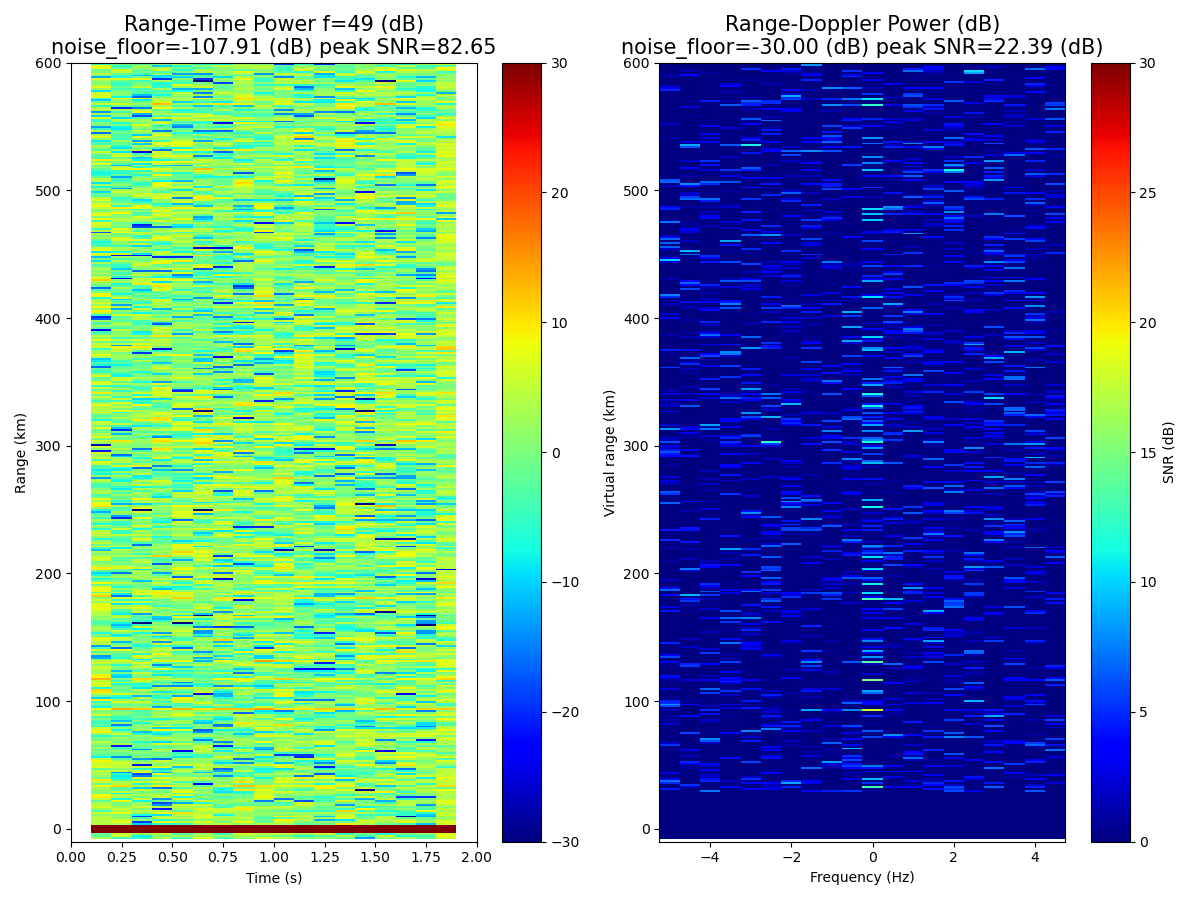 Range-Time Power f=49 (dB)
noise_floor=-107.91 (dB) peak SNR=82.65
600
500
400
300
200
100
0
Range (km)
0.00 0.25 0.50 0.75 1.00 1.25 1.50 1.75 2.00
Time (s)
30
20
10
0
−10
−20
−30
Range-Doppler Power (dB)
noise_floor=-30.00 (dB) peak SNR=22.39 (dB)
600
500
400
300
200
100
0
Virtual range (km)
−4 −2 0 2 4
Frequency (Hz)
30
25
20
15
10
5
0
SNR (dB)